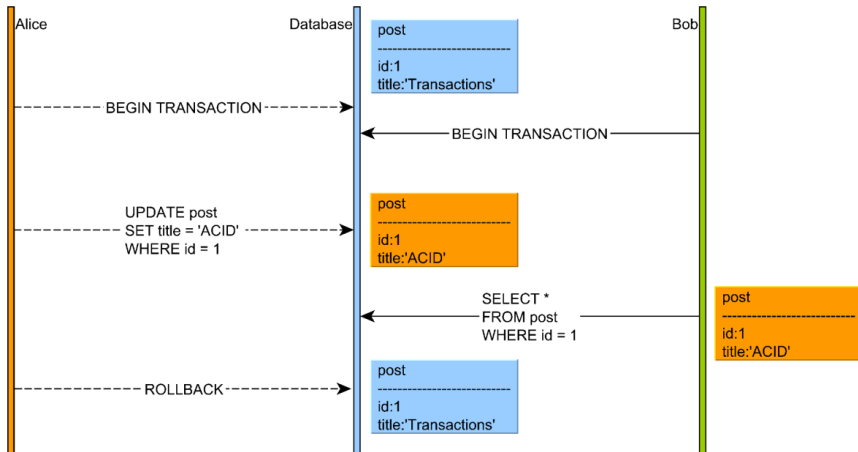 Alice
Database
post
----------------------------
id:1
title:'Transactions'
Bob
BEGIN TRANSACTION
BEGIN TRANSACTION
UPDATE post
SET title = 'ACID'
WHERE id = 1
post
----------------------------
id:1
title:'ACID'
SELECT *
FROM post
WHERE id = 1
post
----------------------------
id:1
title:'ACID'
ROLLBACK
post
----------------------------
id:1
title:'Transactions'